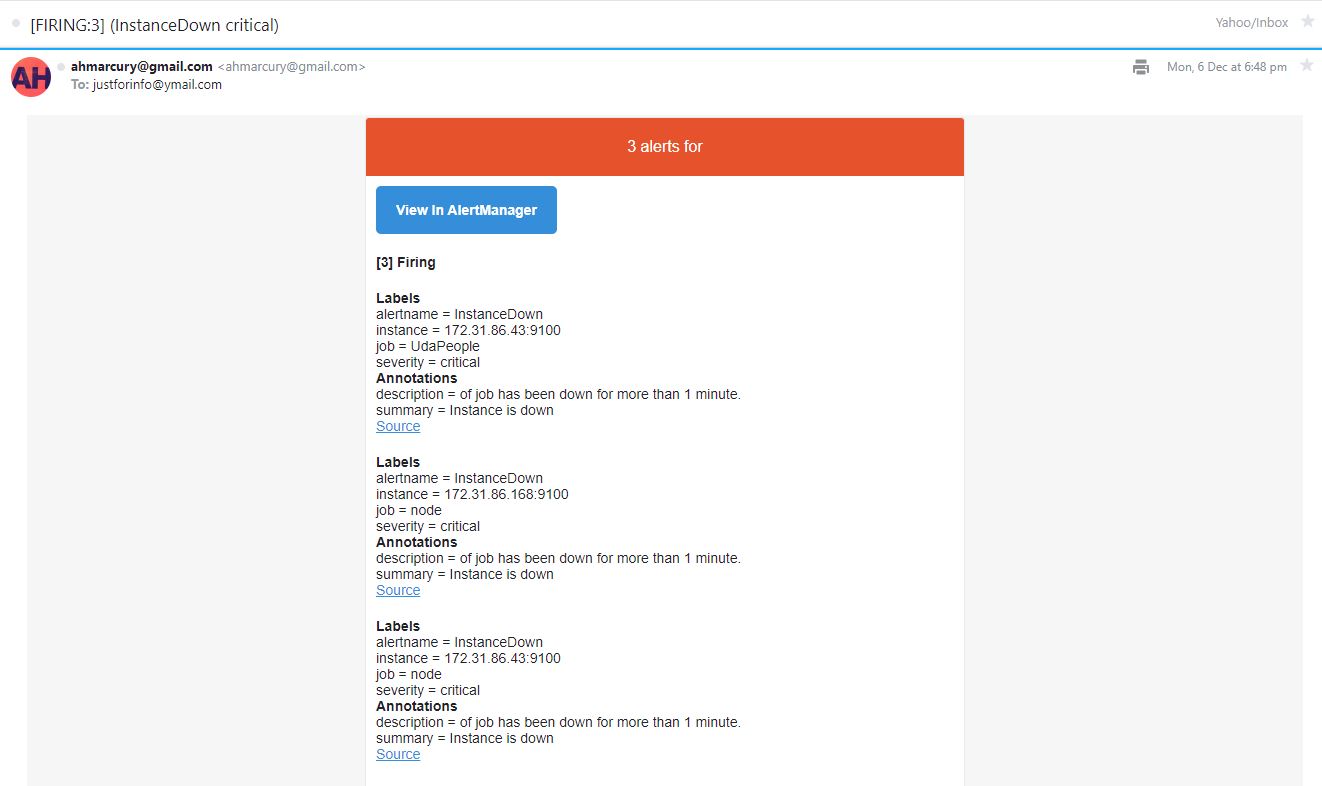 [FIRING:3] (InstanceDown critical)
Yahoo/Inbox
AH
ahmarcury@gmail.com <ahmarcury@gmail.com>
Mon, 6 Dec at 6:48 pm
To: justforinfo@ymail.com
3 alerts for
View In AlertManager
[3] Firing
Labels
alertname = InstanceDown
instance = 172.31.86.43:9100
job = UdaPeople
severity = critical
Annotations
description = of job has been down for more than 1 minute.
summary = Instance is down
Source
Labels
alertname = InstanceDown
instance = 172.31.86.168:9100
job = node
severity = critical
Annotations
description = of job has been down for more than 1 minute.
summary = Instance is down
Source
Labels
alertname = InstanceDown
instance = 172.31.86.43:9100
job = node
severity = critical
Annotations
description = of job has been down for more than 1 minute.
summary = Instance is down
Source